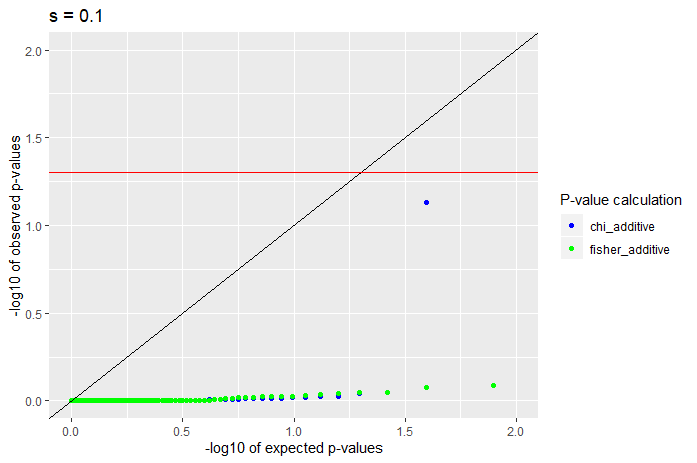 s = 0.1
2.0
1.5
1.0
0.5
0.0
-log10 of observed p-values
0.0
0.5
1.0
1.5
2.0
-log10 of expected p-values
P-value calculation
chi_additive
fisher_additive